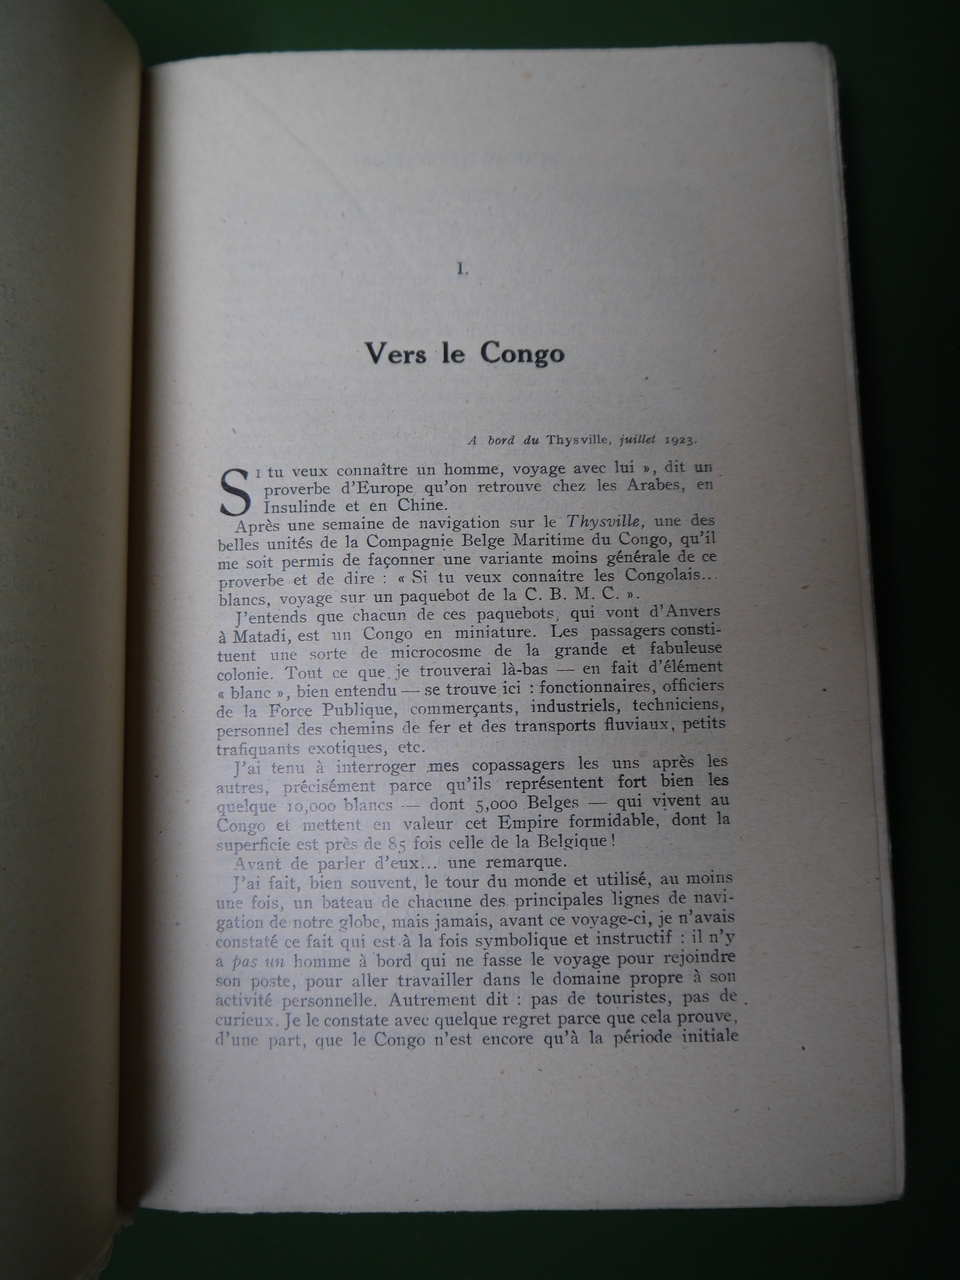 I.
Vers le Congo
A bord du Thysville, juillet 1923.
SI tu veux connaître un homme, voyage avec lui », dit un
proverbe d'Europe qu'on retrouve chez les Arabes, en
Insulinde et en Chine.
Après une semaine de navigation sur le Thysville, une des
belles unités de la Compagnie Belge Maritime du Congo, qu'il
me soit permis de façonner une variante moins générale de ce
proverbe et de dire : « Si tu veux connaître les Congolais...
blancs, voyage sur un paquebot de la C. B. M. C. ».
J'entends que chacun de ces paquebots, qui vont d'Anvers
à Matadi, est un Congo en miniature. Les passagers consti-
tuent une sorte de microcosme de la grande et fabuleuse
colonie. Tout ce que je trouverai là-bas — en fait d'élément
« blanc », bien entendu — se trouve ici : fonctionnaires, officiers
de la Force Publique, commerçants, industriels, techniciens,
personnel des chemins de fer et des transports fluviaux, petits
trafiquants exotiques, etc.
J'ai tenu à interroger mes copassagers les uns après les
autres, précisément parce qu'ils représentent fort bien les
quelque 10,000 blancs — dont 5,000 Belges — qui vivent au
Congo et mettent en valeur cet Empire formidable, dont la
superficie est près de 85 fois celle de la Belgique !
Avant de parler d'eux... une remarque.
J'ai fait, bien souvent, le tour du monde et utilisé, au moins
une fois, un bateau de chacune des principales lignes de navi-
gation de notre globe, mais jamais, avant ce voyage-ci, je n'avais
constaté ce fait qui est à la fois symbolique et instructif : il n'y
a pas un homme à bord qui ne fasse le voyage pour rejoindre
son poste, pour aller travailler dans le domaine propre à son
activité personnelle. Autrement dit : pas de touristes, pas de
curieux. Je le constate avec quelque regret parce que cela prouve,
d'une part, que le Congo n'est encore qu'à la période initiale